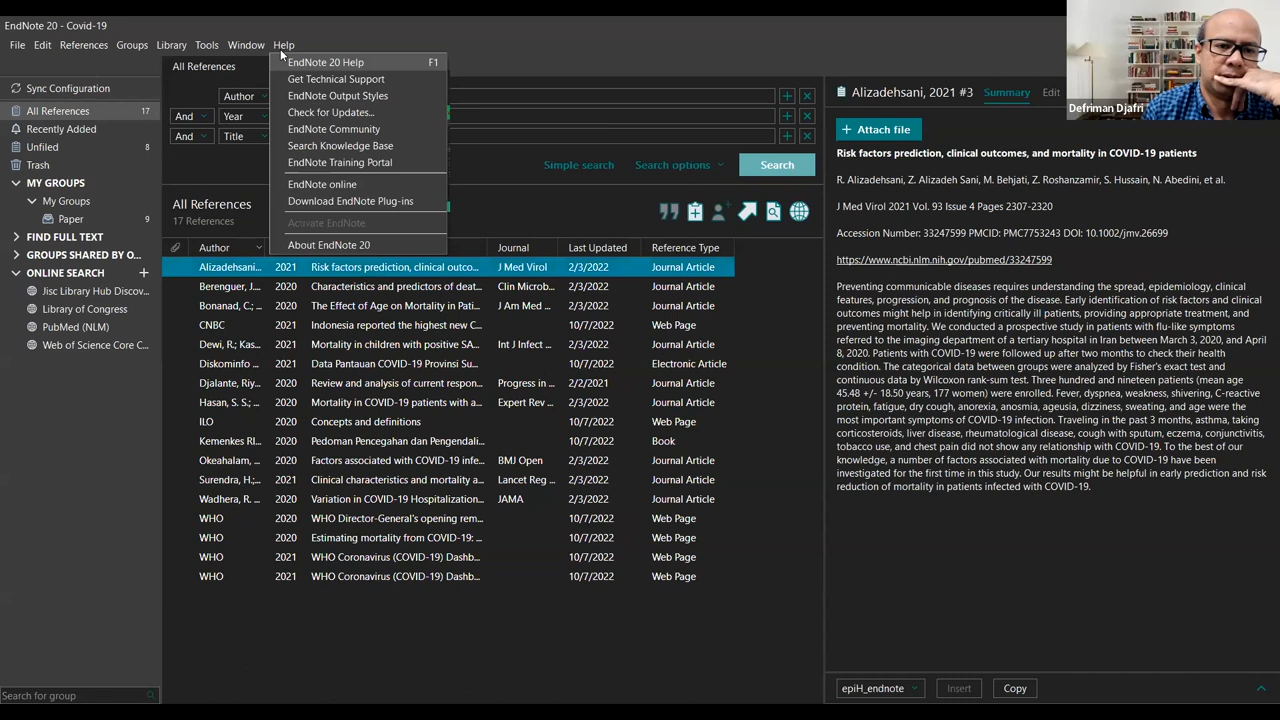 EndNote 20 - Covid-19
File Edit References Groups Library Tools Window Help
Sync Configuration
All References 17
Recently Added
Unfiled 8
Trash
MY GROUPS
My Groups
Paper 9
FIND FULL TEXT
GROUPS SHARED BY O...
ONLINE SEARCH
Jisc Library Hub Discov...
Library of Congress
PubMed (NLM)
Web of Science Core C...
Search for group
All References
Author
And Year
And Title
EndNote 20 Help F1
Get Technical Support
EndNote Output Styles
Check for Updates...
EndNote Community
Search Knowledge Base
EndNote Training Portal
EndNote online
Download EndNote Plug-ins
Activate EndNote
About EndNote 20
Simple search Search options Search
All References
17 References
Author Journal Last Updated Reference Type
Alizadehsani... 2021 Risk factors prediction, clinical outco... J Med Virol 2/3/2022 Journal Article
Berenguer, J... 2020 Characteristics and predictors of deat... Clin Microb... 2/3/2022 Journal Article
Bonanad, C.;... 2020 The Effect of Age on Mortality in Pati... J Am Med ... 2/3/2022 Journal Article
CNBC 2021 Indonesia reported the highest new C... 10/7/2022 Web Page
Dewi, R.; Kas... 2021 Mortality in children with positive SA... Int J Infect ... 2/3/2022 Journal Article
Diskominfo ... 2020 Data Pantauan COVID-19 Provinsi Su... 10/7/2022 Electronic Article
Djalante, Riy... 2020 Review and analysis of current respon... Progress in ... 2/2/2021 Journal Article
Hasan, S. S.;... 2020 Mortality in COVID-19 patients with a... Expert Rev ... 2/3/2022 Journal Article
ILO 2020 Concepts and definitions 10/7/2022 Web Page
Kemenkes RI... 2020 Pedoman Pencegahan dan Pengendali... 10/7/2022 Book
Okeahalam, ... 2020 Factors associated with COVID-19 infe... BMJ Open 2/3/2022 Journal Article
Surendra, H.;... 2021 Clinical characteristics and mortality a... Lancet Reg ... 2/3/2022 Journal Article
Wadhera, R. ... 2020 Variation in COVID-19 Hospitalization... JAMA 2/3/2022 Journal Article
WHO 2020 WHO Director-General's opening rem... 10/7/2022 Web Page
WHO 2020 Estimating mortality from COVID-19: ... 10/7/2022 Web Page
WHO 2021 WHO Coronavirus (COVID-19) Dashb... 10/7/2022 Web Page
WHO 2021 WHO Coronavirus (COVID-19) Dashb... 10/7/2022 Web Page
Alizadehsani, 2021 #3 Summary Edit
Defriman Djafri
Attach file
Risk factors prediction, clinical outcomes, and mortality in COVID-19 patients
R. Alizadehsani, Z. Alizadeh Sani, M. Behjati, Z. Roshanzamir, S. Hussain, N. Abedini, et al.
J Med Virol 2021 Vol. 93 Issue 4 Pages 2307-2320
Accession Number: 33247599 PMCID: PMC7753243 DOI: 10.1002/jmv.26699
https://www.ncbi.nlm.nih.gov/pubmed/33247599
Preventing communicable diseases requires understanding the spread, epidemiology, clinical
features, progression, and prognosis of the disease. Early identification of risk factors and clinical
outcomes might help in identifying critically ill patients, providing appropriate treatment, and
preventing mortality. We conducted a prospective study in patients with flu-like symptoms
referred to the imaging department of a tertiary hospital in Iran between March 3, 2020, and April
8, 2020. Patients with COVID-19 were followed up after two months to check their health
condition. The categorical data between groups were analyzed by Fisher's exact test and
continuous data by Wilcoxon rank-sum test. Three hundred and nineteen patients (mean age
45.48 +/- 18.50 years, 177 women) were enrolled. Fever, dyspnea, weakness, shivering, C-reactive
protein, fatigue, dry cough, anorexia, anosmia, ageusia, dizziness, sweating, and age were the
most important symptoms of COVID-19 infection. Traveling in the past 3 months, asthma, taking
corticosteroids, liver disease, rheumatological disease, cough with sputum, eczema, conjunctivitis,
tobacco use, and chest pain did not show any relationship with COVID-19. To the best of our
knowledge, a number of factors associated with mortality due to COVID-19 have been
investigated for the first time in this study. Our results might be helpful in early prediction and risk
reduction of mortality in patients infected with COVID-19.
epiH_endnote Insert Copy